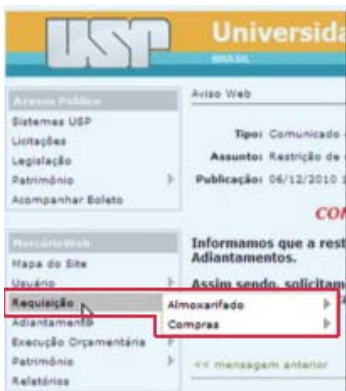 USP
Universida
BRASIL
Acesso Público
Sistemas USP
Licitações
Legislação
Patrimônio
Acompanhar Boleto
MercúrioWeb
Mapa do Site
Usuário
Requisição
Adiantamento
Execução Orçamentária
Patrimônio
Relatórios
Almoxarifado
Compras
Aviso Web
Tipo: Comunicado
Assunto: Restrição de
Publicação: 06/12/2010 1
CO
Informamos que a rest
Adiantamentos.
Assim sendo, solicitam
<< mensagem anterior